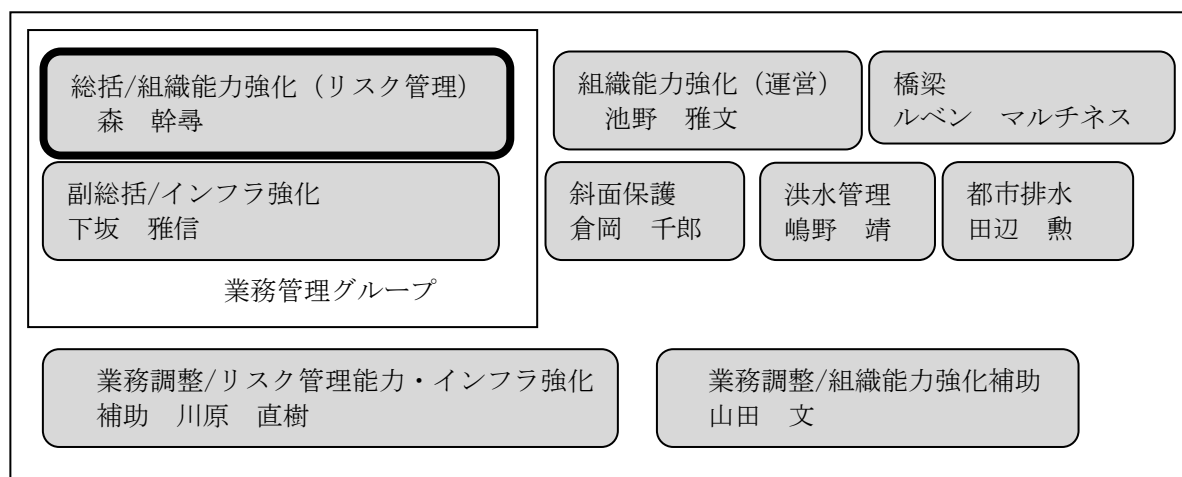 総括/組織能力強化（リスク管理）
森　幹尋
組織能力強化（運営）
池野　雅文
橋梁
ルベン　マルチネス
副総括/インフラ強化
下坂　雅信
斜面保護
倉岡　千郎
洪水管理
嶋野　靖
都市排水
田辺　勲
業務管理グループ
業務調整/リスク管理能力・インフラ強化
補助　川原　直樹
業務調整/組織能力強化補助
山田　文